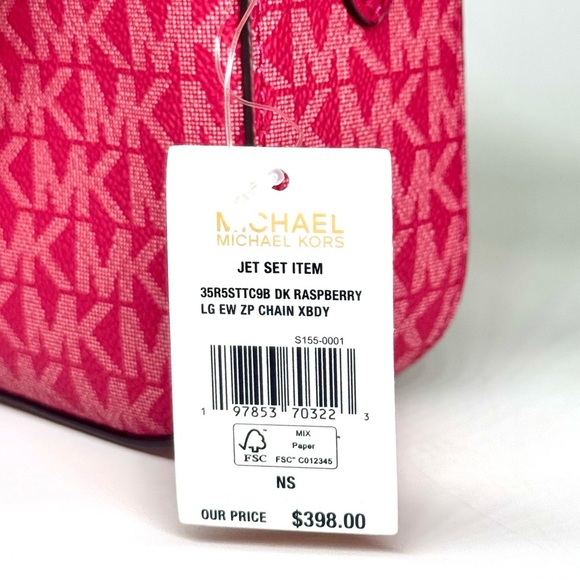 MICHAEL
MICHAEL KORS
JET SET ITEM
35R5STTC9B DK RASPBERRY
LG EW ZP CHAIN XBDY
S155-0001
1 97853 70322 3
FSC
MIX
Paper
FSC™ C012345
NS
OUR PRICE $398.00